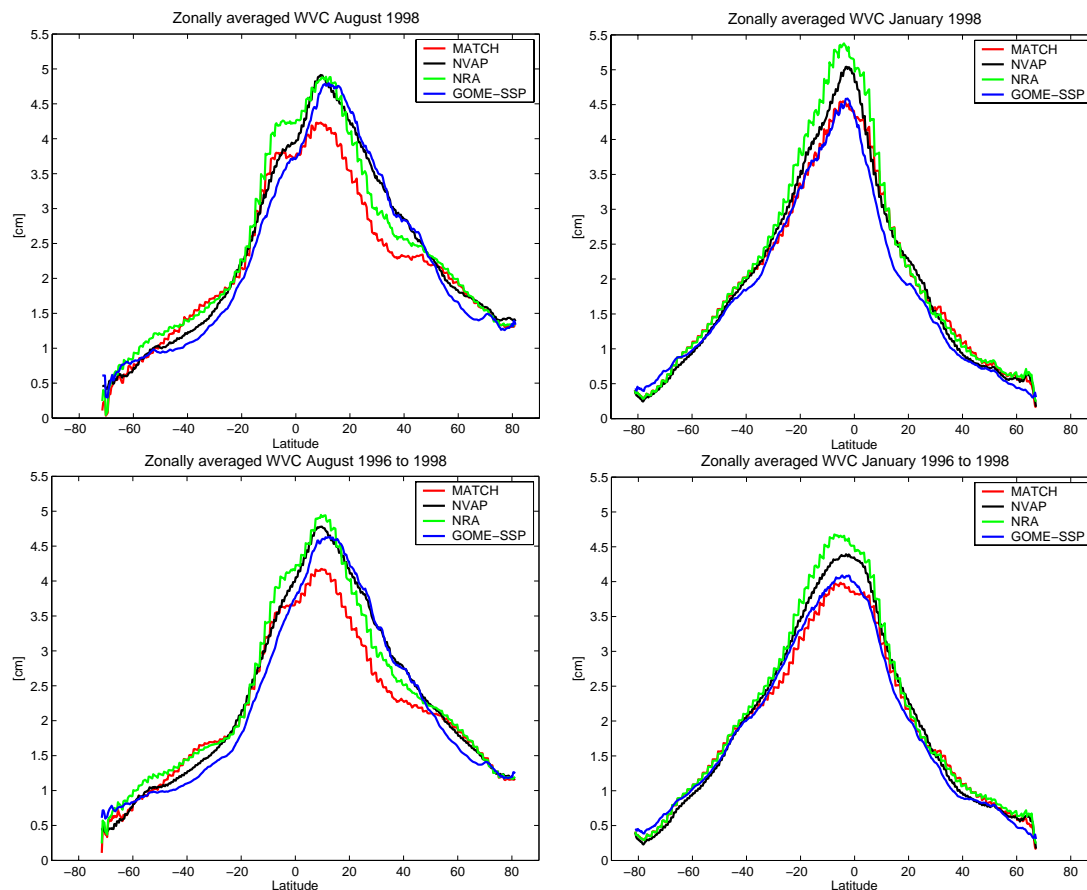 Zonally averaged WVC August 1998
5.5
5
4.5
4
3.5
3
2.5
2
1.5
1
0.5
0
[cm]
−80 −60 −40 −20 0 20 40 60 80
Latitude
MATCH
NVAP
NRA
GOME−SSP
Zonally averaged WVC January 1998
5.5
5
4.5
4
3.5
3
2.5
2
1.5
1
0.5
0
[cm]
−80 −60 −40 −20 0 20 40 60 80
Latitude
MATCH
NVAP
NRA
GOME−SSP
Zonally averaged WVC August 1996 to 1998
5.5
5
4.5
4
3.5
3
2.5
2
1.5
1
0.5
0
[cm]
−80 −60 −40 −20 0 20 40 60 80
Latitude
MATCH
NVAP
NRA
GOME−SSP
Zonally averaged WVC January 1996 to 1998
5.5
5
4.5
4
3.5
3
2.5
2
1.5
1
0.5
0
[cm]
−80 −60 −40 −20 0 20 40 60 80
Latitude
MATCH
NVAP
NRA
GOME−SSP